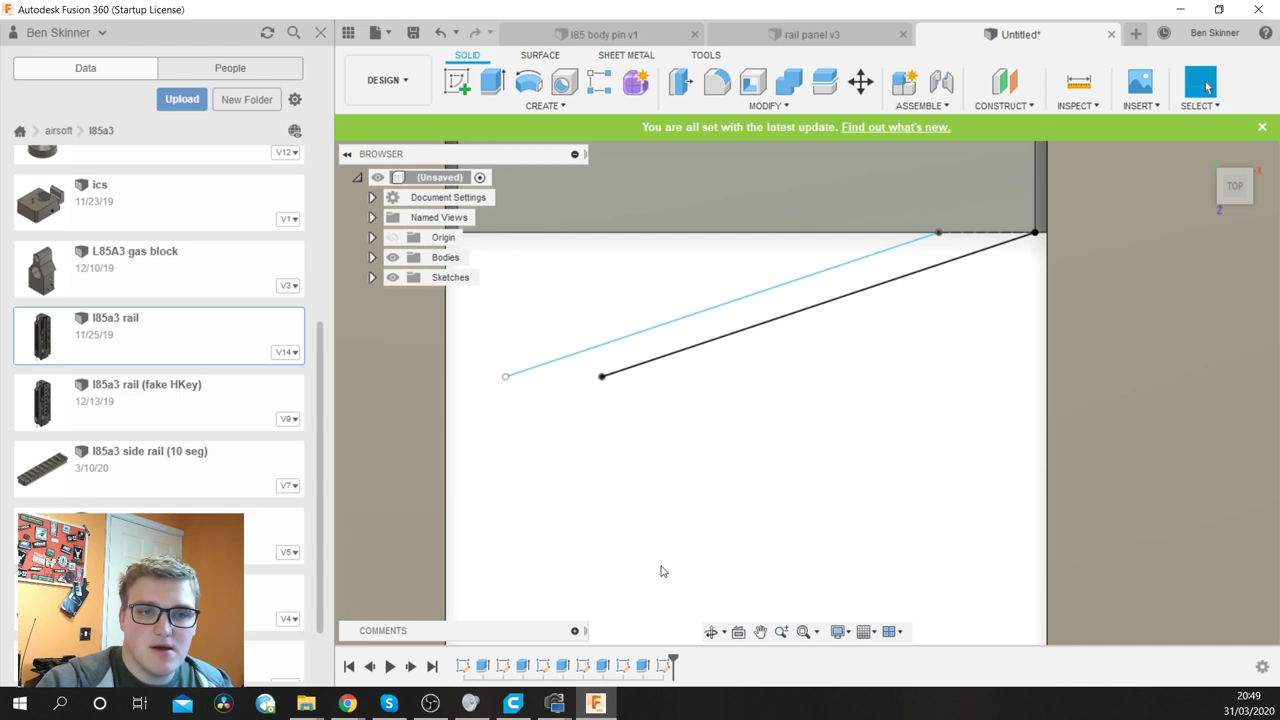 Autodesk Fusion 360 (Startup License)
Ben Skinner
l85 body pin v1
rail panel v3
Untitled*
Ben Skinner
Data
People
SOLID
SURFACE
SHEET METAL
TOOLS
DESIGN
Upload
New Folder
CREATE
MODIFY
ASSEMBLE
CONSTRUCT
INSPECT
INSERT
SELECT
airsoft
l85a3
You are all set with the latest update. Find out what's new.
V12
BROWSER
(Unsaved)
ics
11/23/19
V1
Document Settings
Named Views
TOP
X
Z
Origin
L85A3 gas block
12/10/19
V3
Bodies
Sketches
l85a3 rail
11/25/19
V14
l85a3 rail (fake HKey)
12/13/19
V9
l85a3 side rail (10 seg)
3/10/20
V7
V5
V4
COMMENTS
20:49
31/03/2020